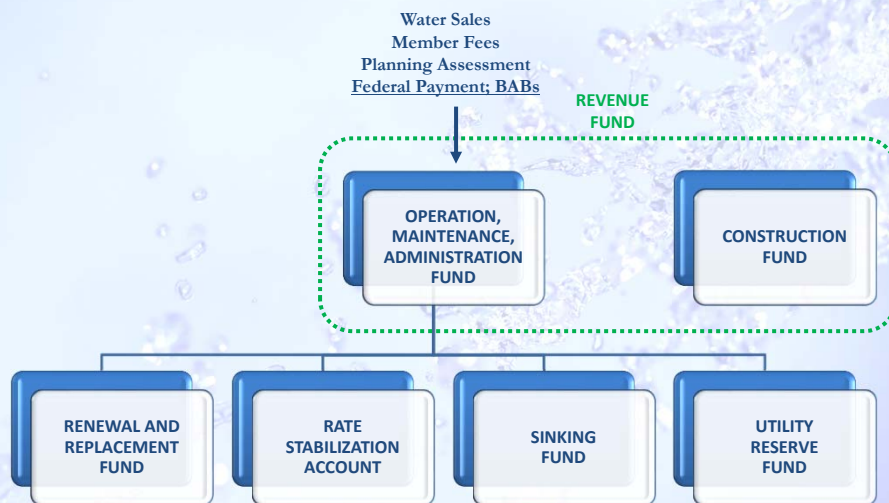 Water Sales
Member Fees
Planning Assessment
Federal Payment; BABs
REVENUE
FUND
OPERATION,
MAINTENANCE,
ADMINISTRATION
FUND
CONSTRUCTION
FUND
RENEWAL AND
REPLACEMENT
FUND
RATE
STABILIZATION
ACCOUNT
SINKING
FUND
UTILITY
RESERVE
FUND